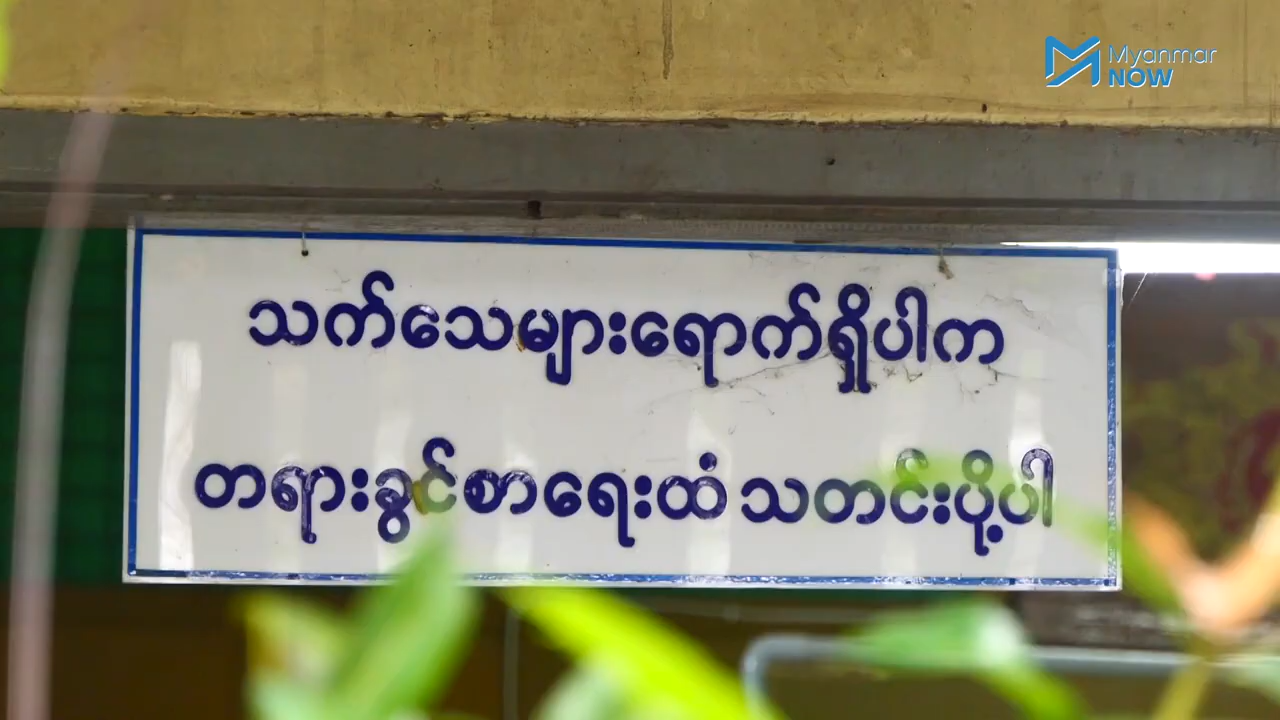 Myanmar
NOW
သက်သေများရောက်ရှိပါက
တရားခွင်စာရေးထံ သတင်းပို့ပါ